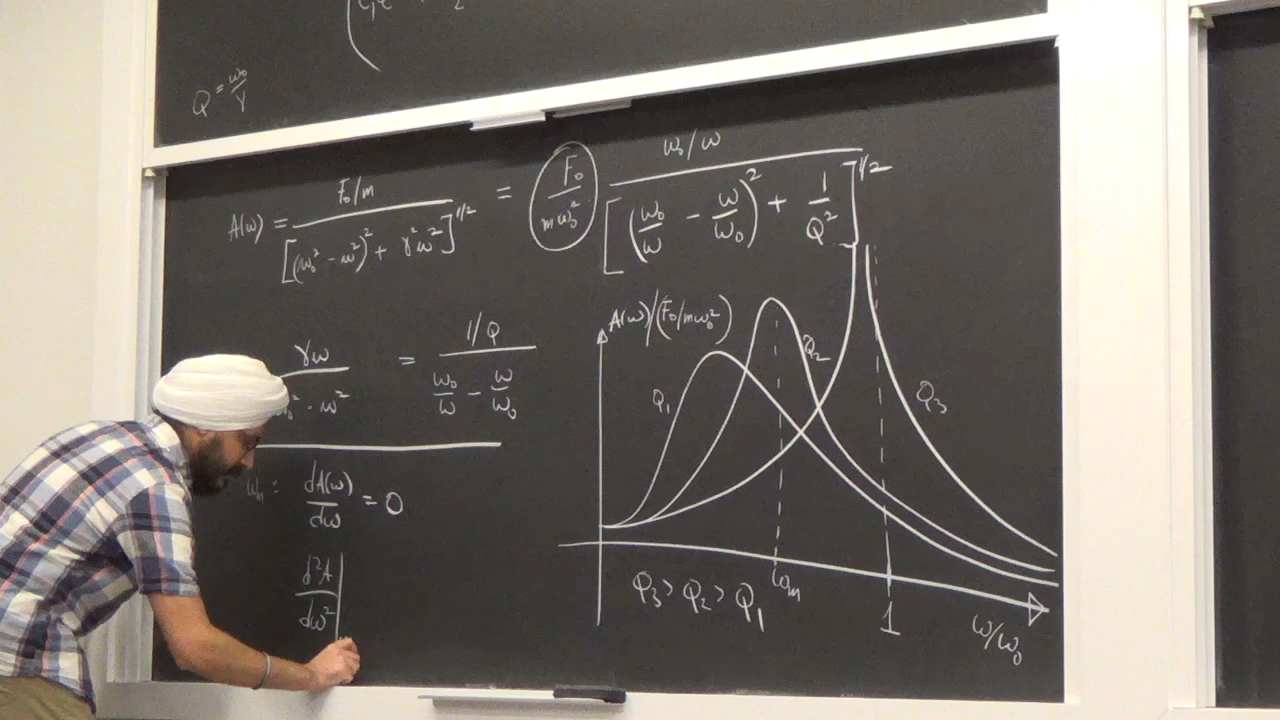 Q = ω₀/γ
A(ω) = F₀/m / [(ω₀² - ω²)² + γ²ω²]^1/2 = F₀/mω₀² ω₀/ω / [(ω₀/ω - ω/ω₀)² + 1/Q²]^1/2
γω / ω₀² - ω² = 1/Q / ω₀/ω - ω/ω₀
A(ω)/(F₀/mω₀²)
Q₁
Q₂
Q₃
ωₘ : dA(ω)/dω = 0
d²A/dω² |
Q₃ > Q₂ > Q₁
ωₘ
1
ω/ω₀